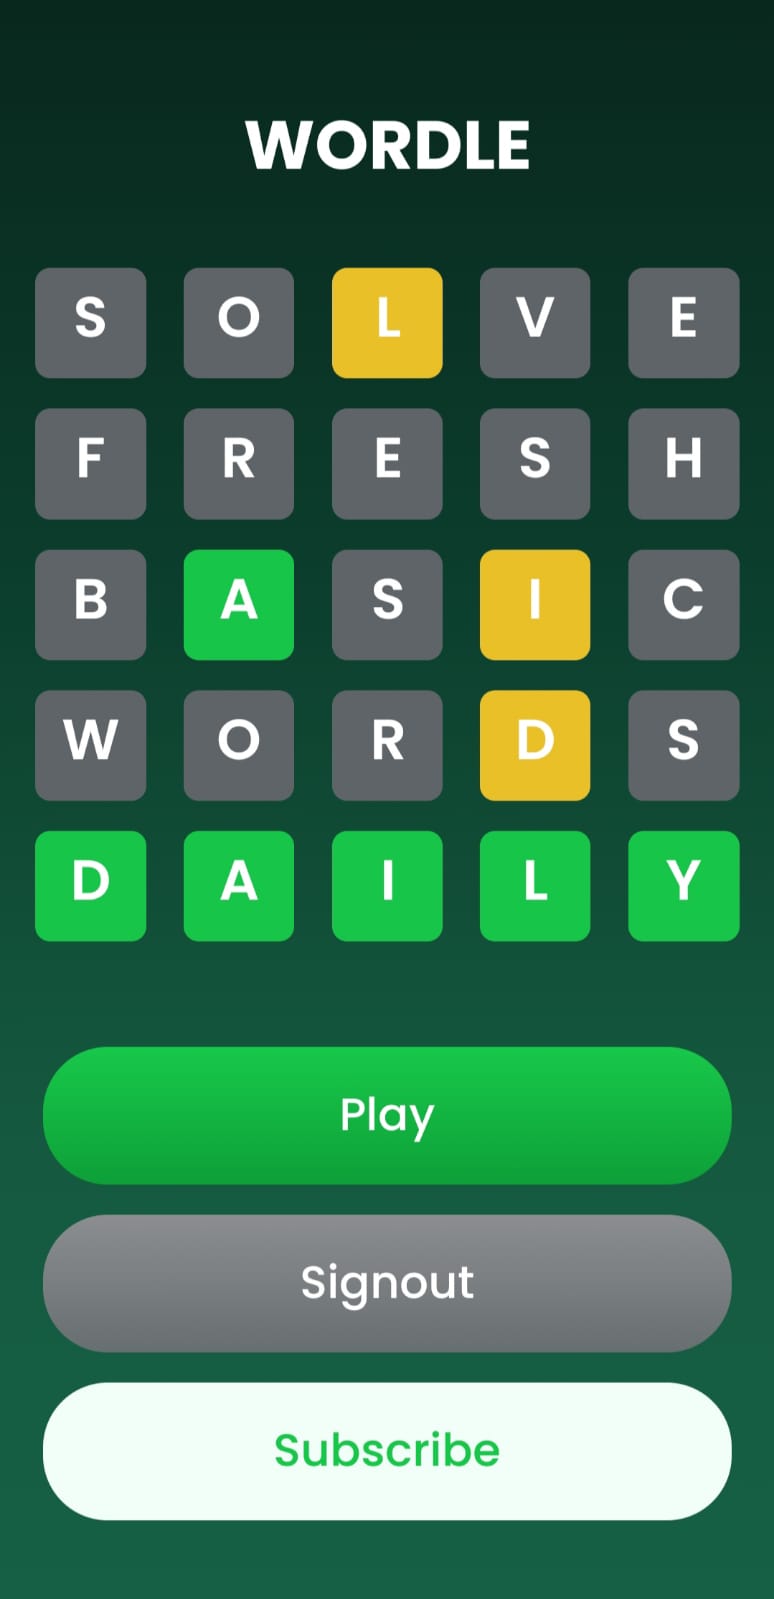 WORDLE
S O L V E
F R E S H
B A S I C
W O R D S
D A I L Y
Play
Signout
Subscribe